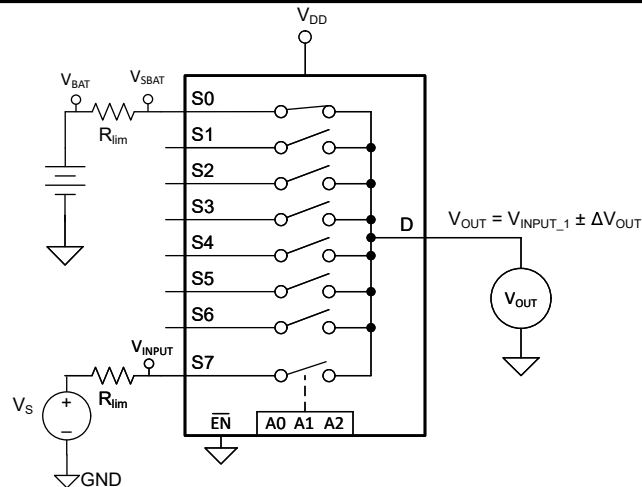 VDD
VBAT
VSBAT
Rlim
S0
S1
S2
S3
S4
S5
S6
S7
D
VOUT = VINPUT_1 ± ΔVOUT
VOUT
VINPUT
Rlim
VS
+
−
GND
EN
A0 A1 A2